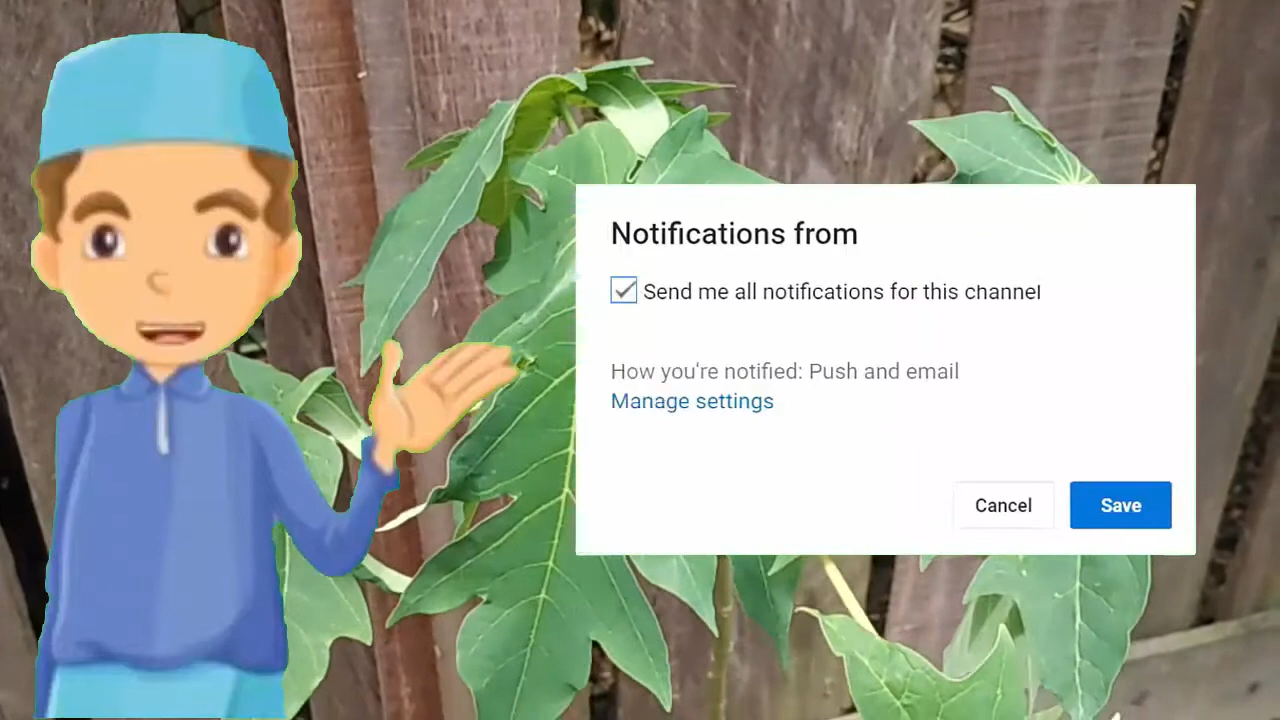 Notifications from
Send me all notifications for this channel
How you're notified: Push and email
Manage settings
Cancel
Save